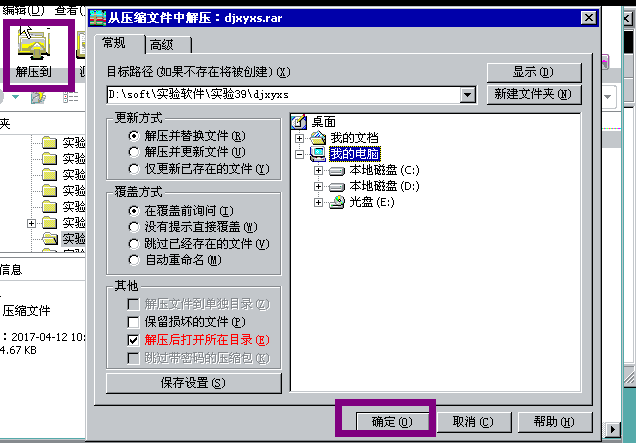 编辑(D) 查看(
从压缩文件中解压：djxyxs.rar
解压到
常规 高级
目标路径(如果不存在将被创建)(X)
显示(D)
D:\soft\实验软件\实验39\djxyxs
新建文件夹(N)
更新方式
解压并替换文件(R)
解压并更新文件(U)
仅更新已存在的文件(Y)
覆盖方式
在覆盖前询问(I)
没有提示直接覆盖(W)
跳过已经存在的文件(V)
自动重命名(M)
其他
解压文件到单独目录(Z)
保留损坏的文件(P)
解压后打开所在目录(E)
跳过带密码的压缩包(K)
保存设置(S)
桌面
我的文档
我的电脑
本地磁盘 (C:)
本地磁盘 (D:)
光盘 (E:)
夹
实验
实验
实验
实验
实验
实验
实验
信息
压缩文件
：2017-04-12 10:
4.67 KB
确定(O)
取消(C)
帮助(H)